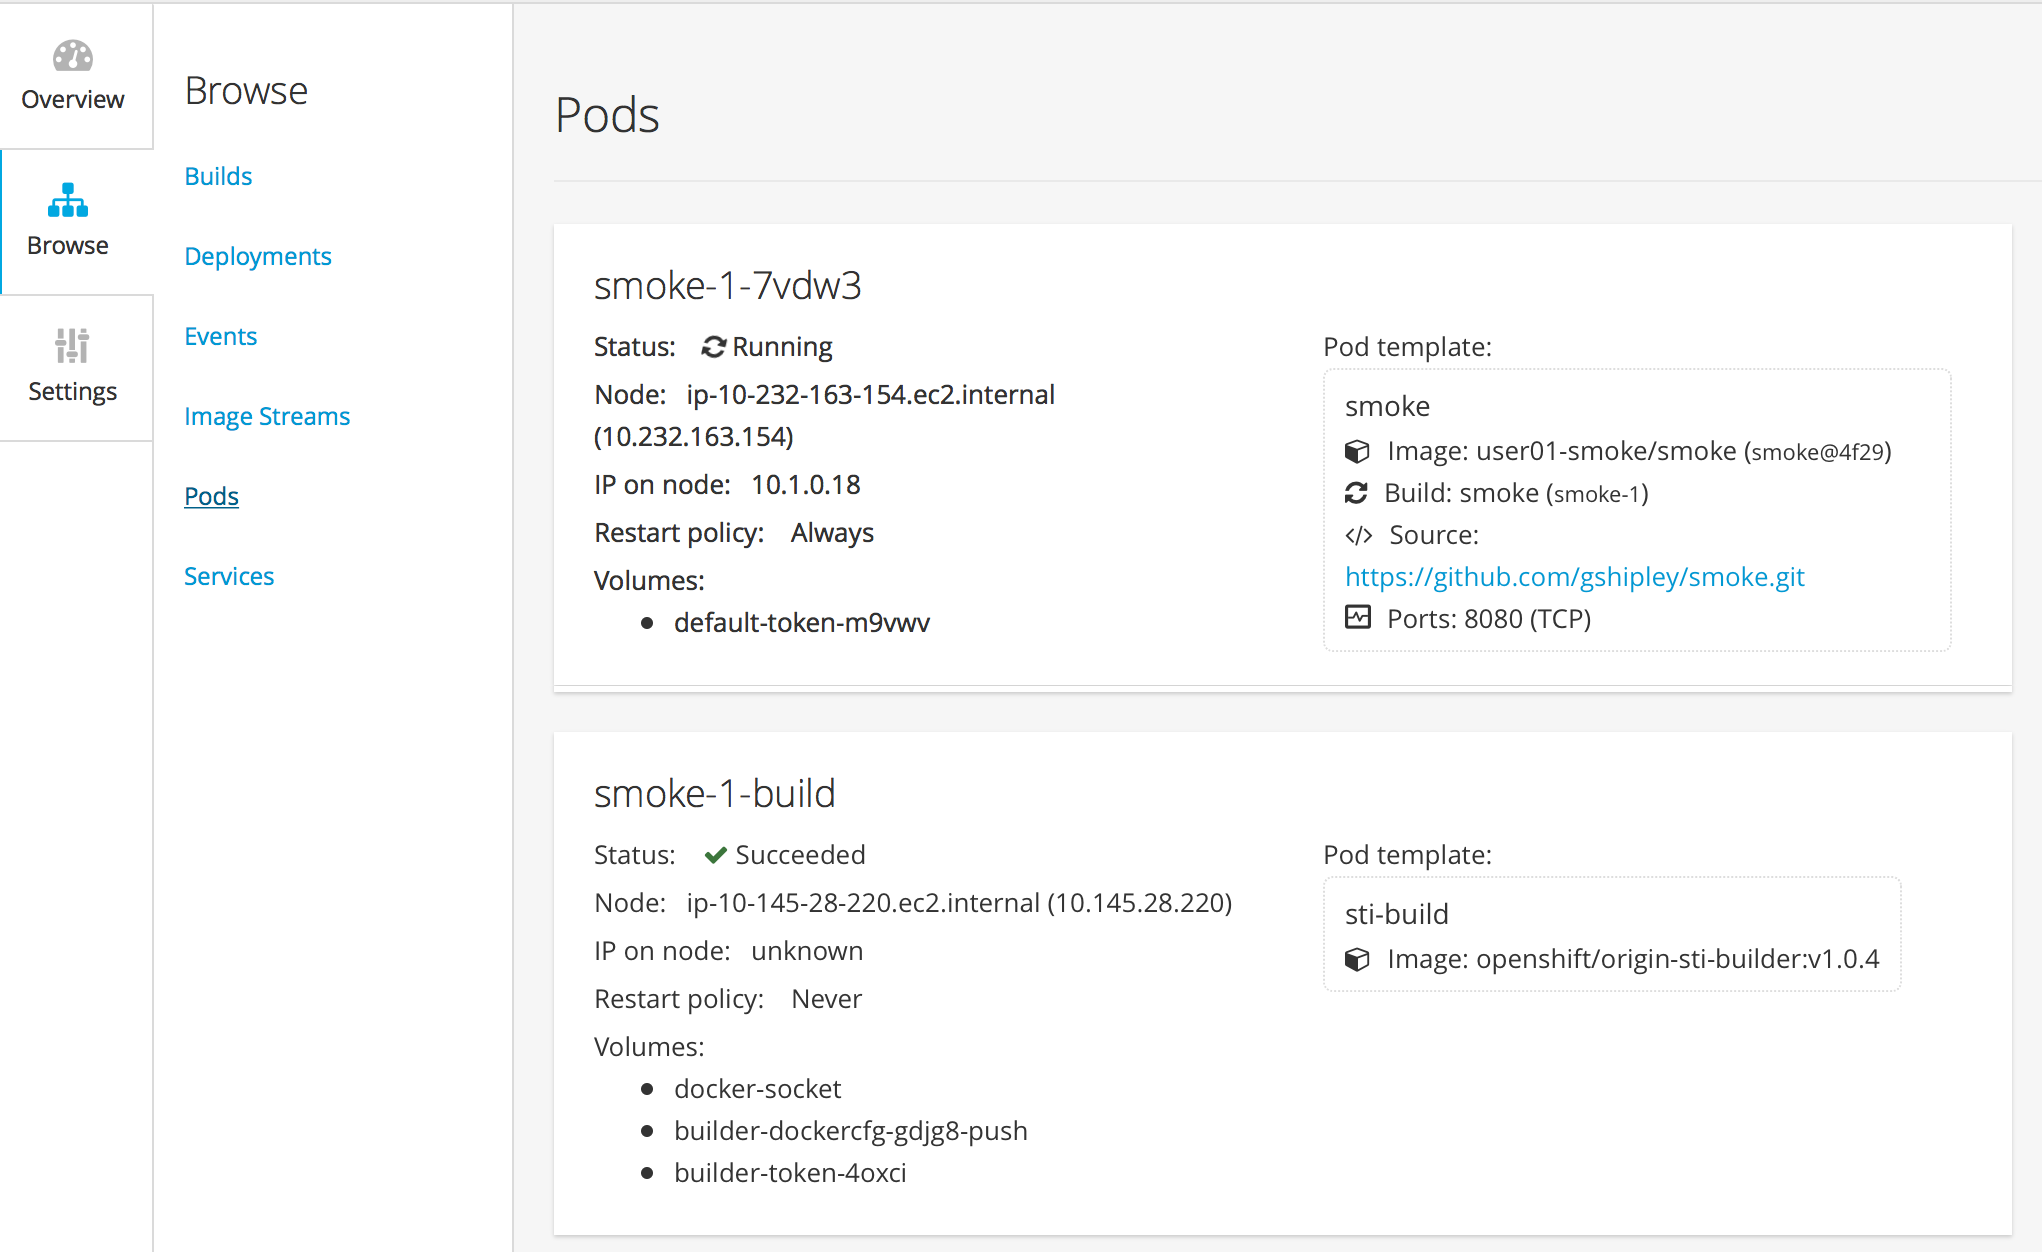 Overview
Browse
Settings
Browse
Builds
Deployments
Events
Image Streams
Pods
Services
Pods
smoke-1-7vdw3
Status: Running
Node: ip-10-232-163-154.ec2.internal
(10.232.163.154)
IP on node: 10.1.0.18
Restart policy: Always
Volumes:
default-token-m9vwv
Pod template:
smoke
Image: user01-smoke/smoke (smoke@4f29)
Build: smoke (smoke-1)
Source:
https://github.com/gshipley/smoke.git
Ports: 8080 (TCP)
smoke-1-build
Status: Succeeded
Node: ip-10-145-28-220.ec2.internal (10.145.28.220)
IP on node: unknown
Restart policy: Never
Volumes:
docker-socket
builder-dockercfg-gdjg8-push
builder-token-4oxci
Pod template:
sti-build
Image: openshift/origin-sti-builder:v1.0.4